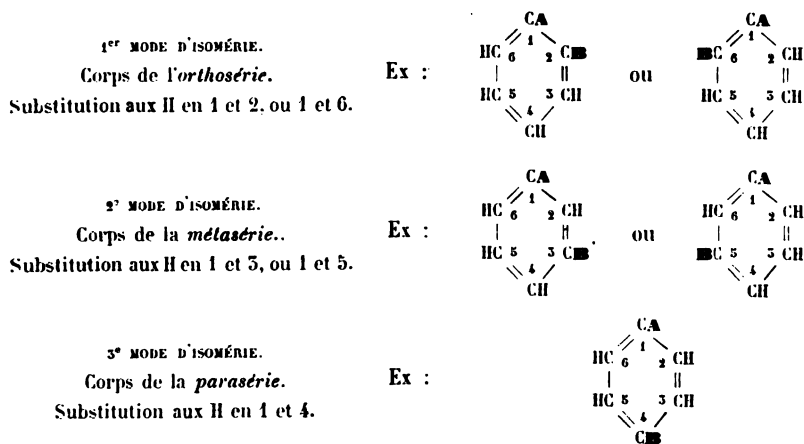 1er MODE D'ISOMÉRIE.
Corps de l'orthosérie.
Substitution aux H en 1 et 2, ou 1 et 6.
Ex :
CA
1
HC 6 2 CB
HC 5 3 CH
4
CH
ou
CA
1
BC 6 2 CH
HC 5 3 CH
4
CH
2e MODE D'ISOMÉRIE.
Corps de la métasérie..
Substitution aux H en 1 et 3, ou 1 et 5.
Ex :
CA
1
HC 6 2 CH
HC 5 3 CB
4
CH
ou
CA
1
HC 6 2 CH
BC 5 3 CH
4
CH
3e MODE D'ISOMÉRIE.
Corps de la parasérie.
Substitution aux H en 1 et 4.
Ex :
CA
1
HC 6 2 CH
HC 5 3 CH
4
CB